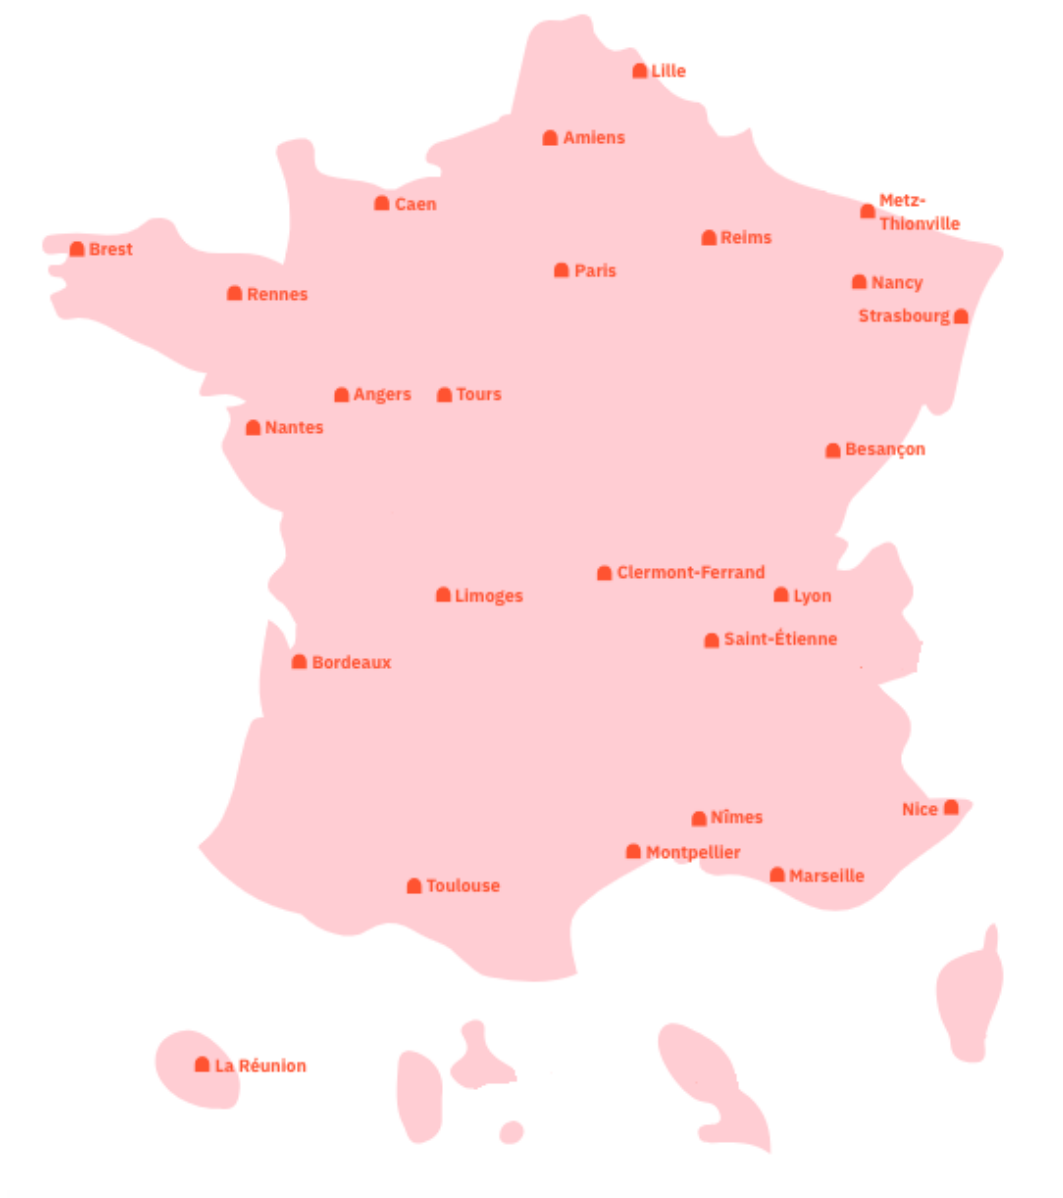 Lille
Amiens
Metz-
Thionville
Caen
Reims
Brest
Paris
Nancy
Rennes
Strasbourg
Angers
Tours
Nantes
Besançon
Clermont-Ferrand
Limoges
Lyon
Saint-Étienne
Bordeaux
Nice
Nîmes
Montpellier
Marseille
Toulouse
La Réunion